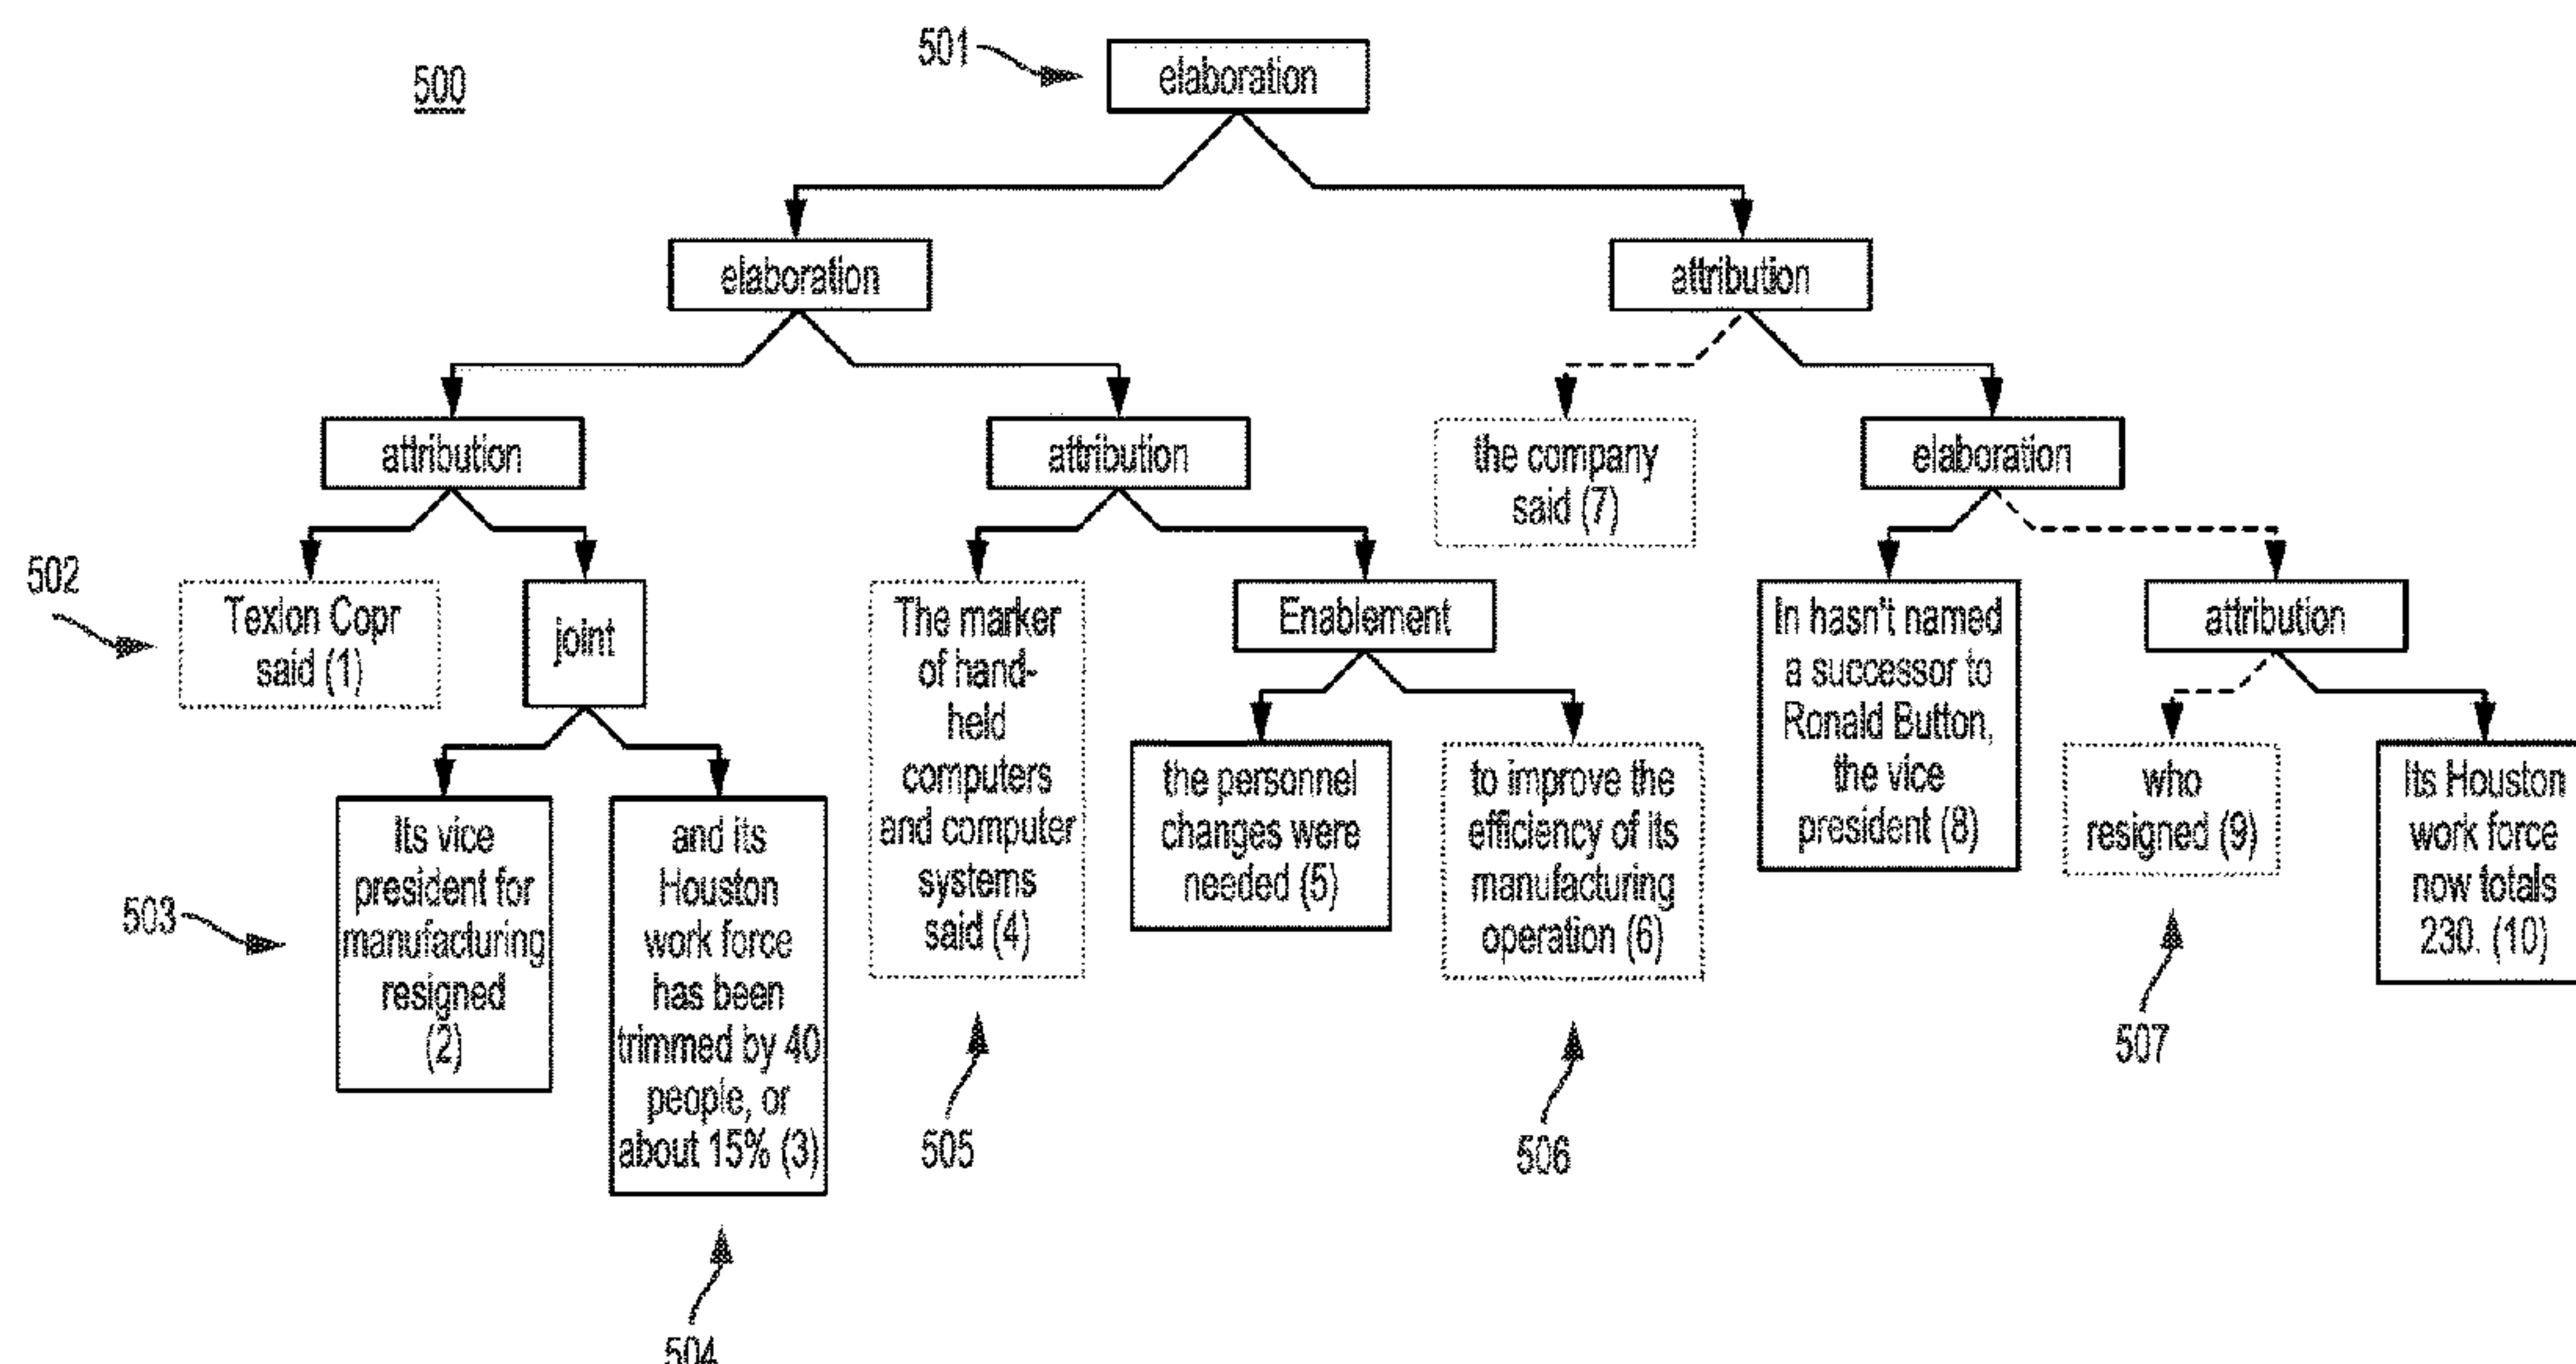 500
501
elaboration
elaboration
attribution
attribution
attribution
the company
said (7)
elaboration
502
Texlon Copr
said (1)
joint
The marker
of hand-
held
computers
and computer
systems
said (4)
Enablement
In hasn't named
a successor to
Ronald Button,
the vice
president (8)
attribution
503
Its vice
president for
manufacturing
resigned
(2)
and its
Houston
work force
has been
trimmed by 40
people, or
about 15% (3)
the personnel
changes were
needed (5)
to improve the
efficiency of its
manufacturing
operation (6)
who
resigned (9)
Its Houston
work force
now totals
230. (10)
505
506
507
504